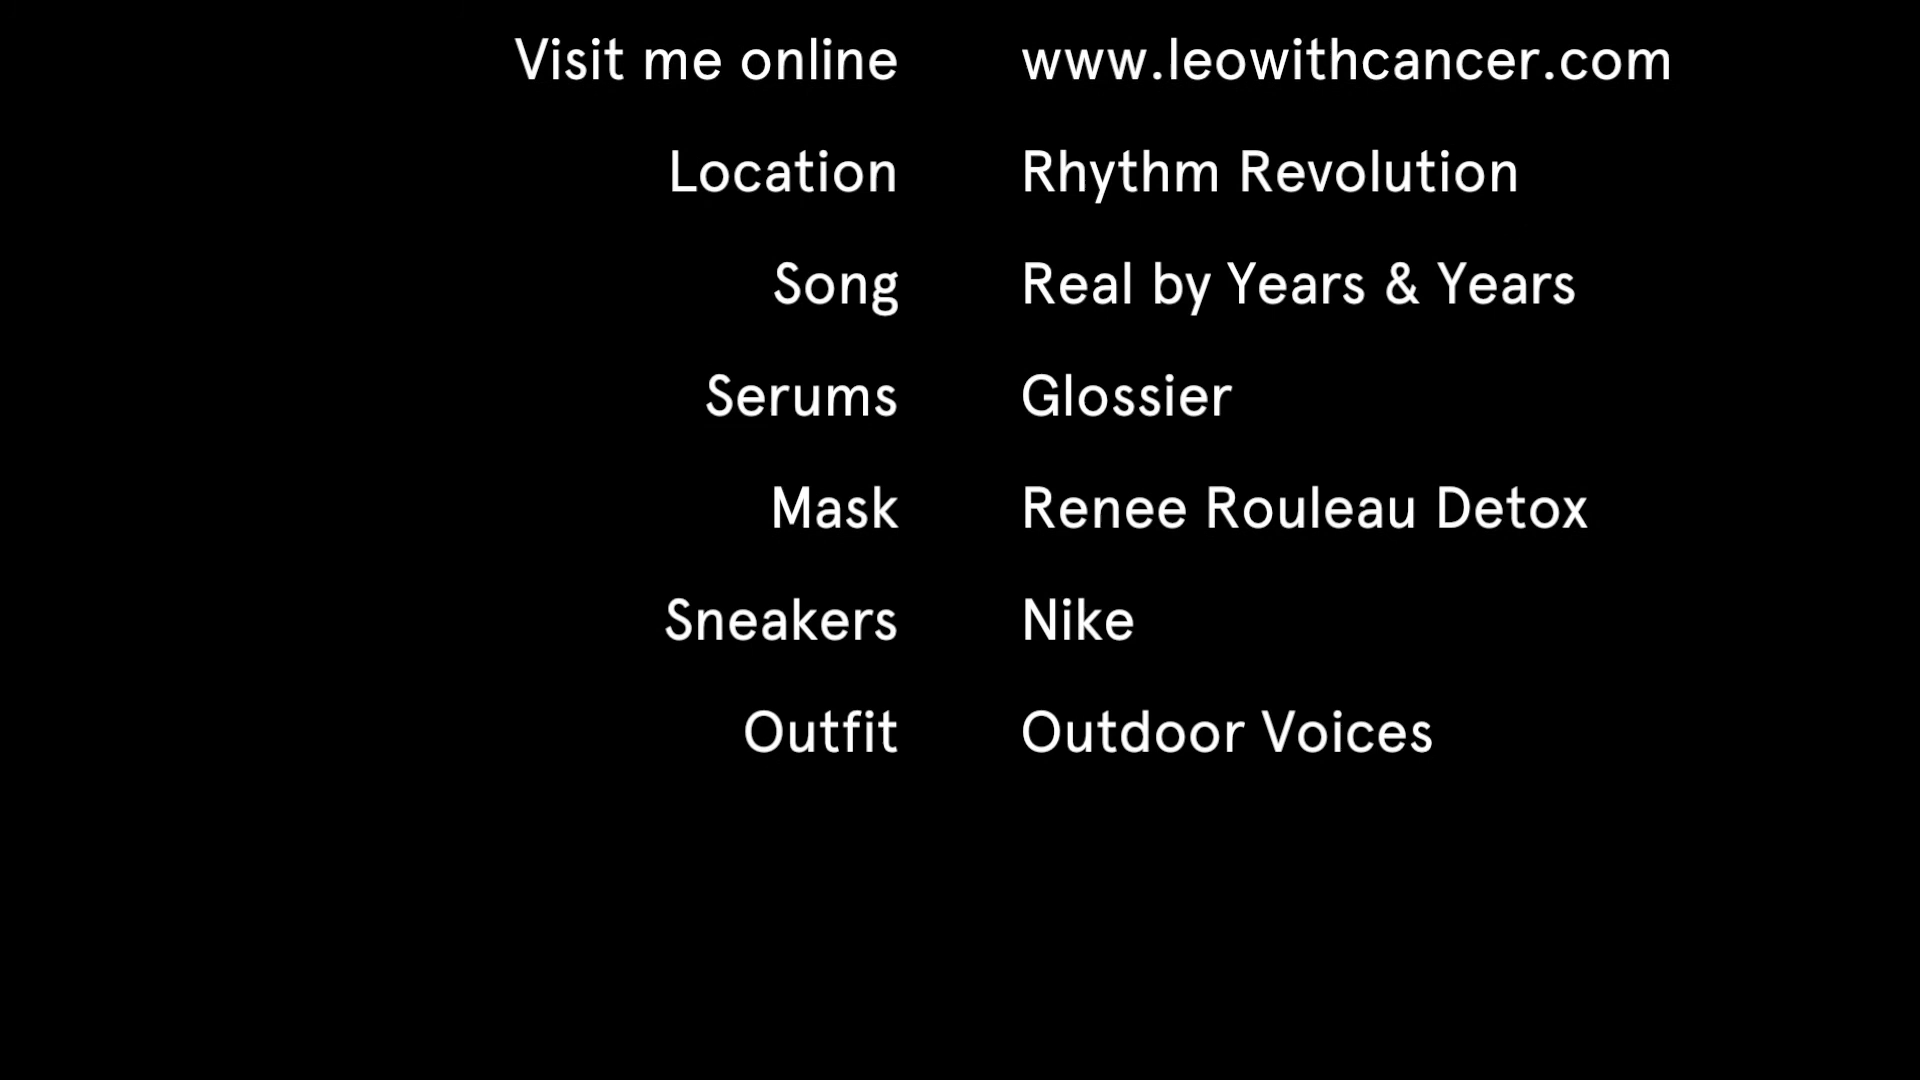 Visit me online www.leowithcancer.com
Location Rhythm Revolution
Song Real by Years & Years
Serums Glossier
Mask Renee Rouleau Detox
Sneakers Nike
Outfit Outdoor Voices